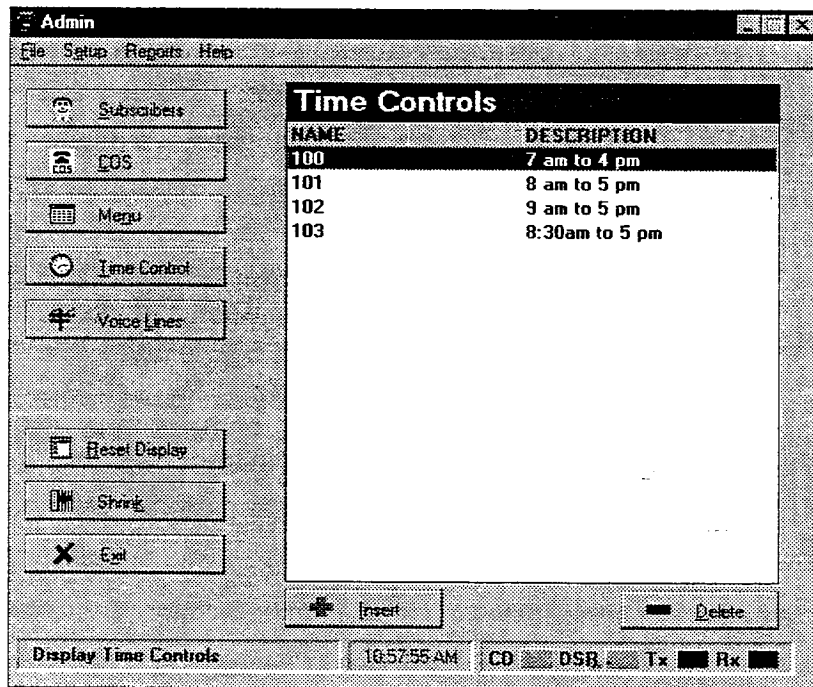 Admin
File Setup Reports Help
Subscribers
COS
COS
Menu
Time Control
Voice Lines
Reset Display
Shrink
Exit
Time Controls
NAME DESCRIPTION
100 7 am to 4 pm
101 8 am to 5 pm
102 9 am to 5 pm
103 8:30am to 5 pm
Insert Delete
Display Time Controls 10:57:55 AM CD DSR Tx Rx